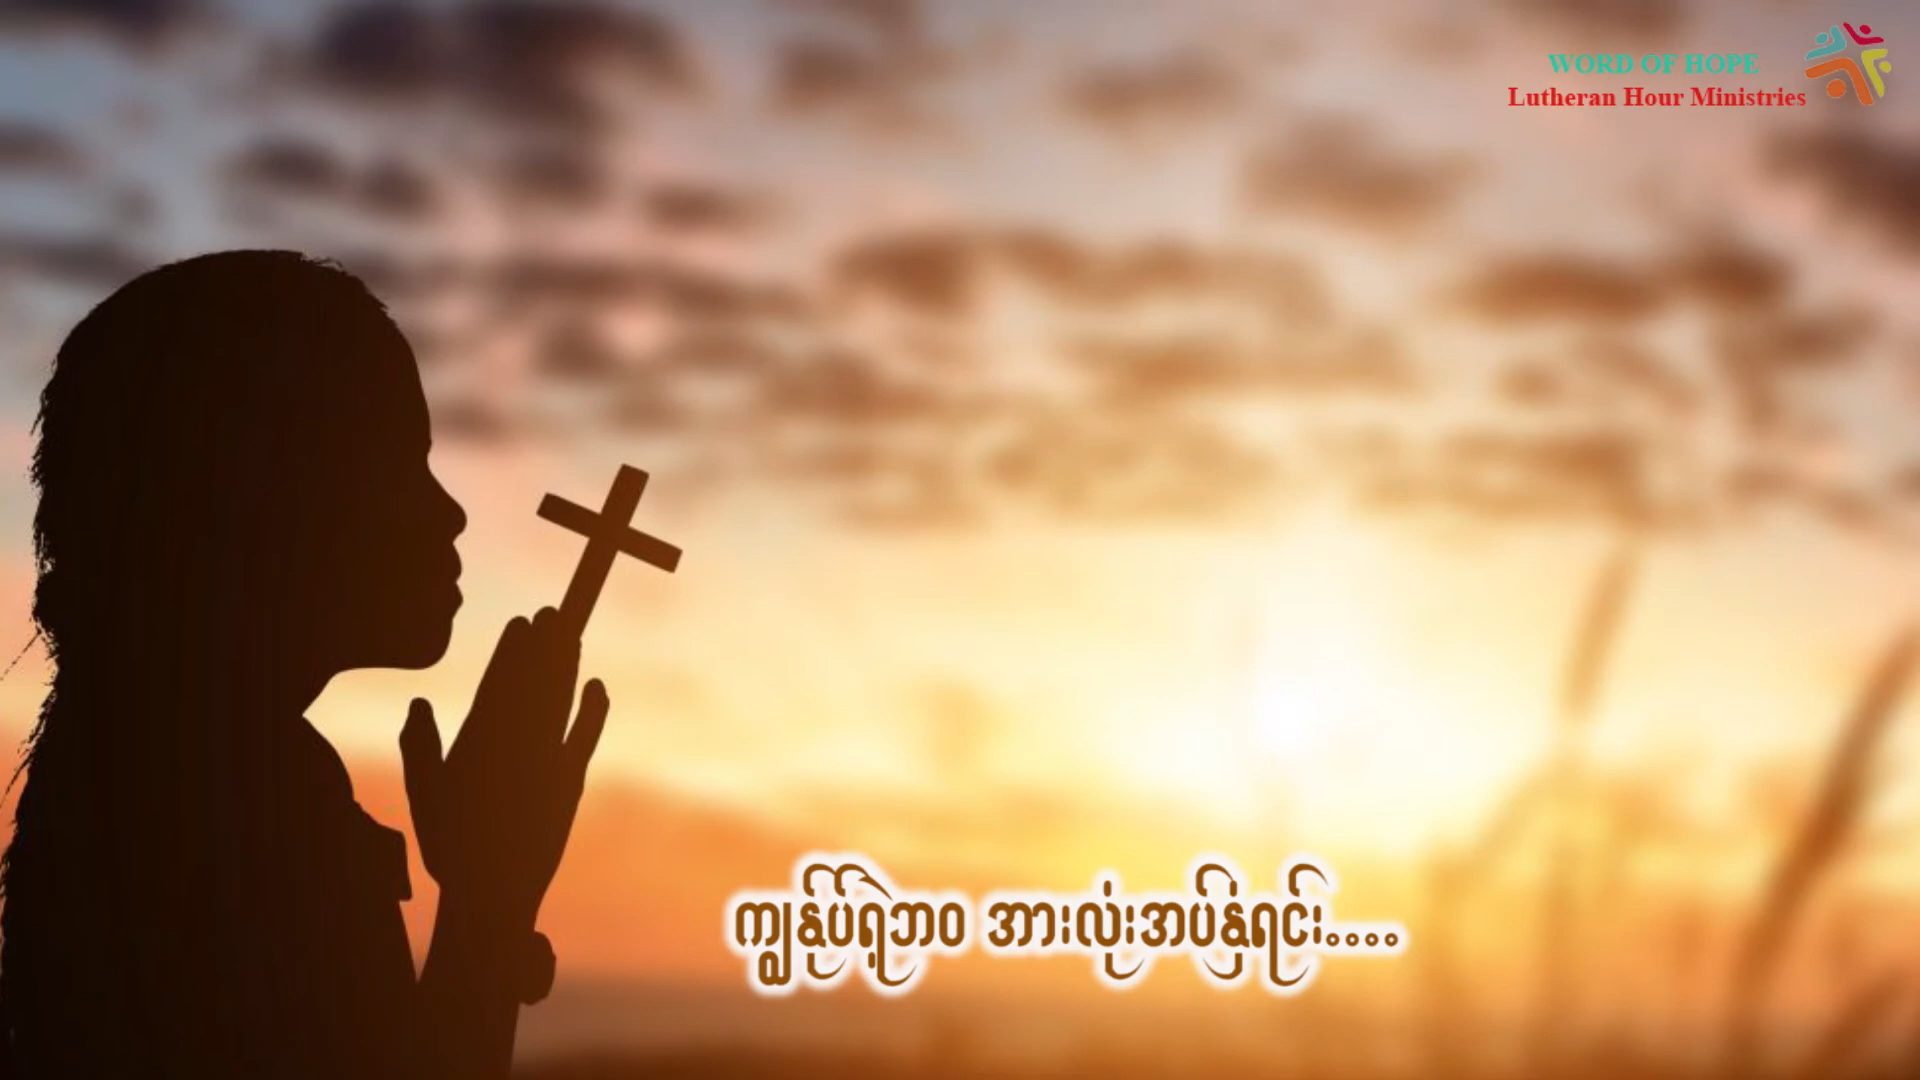 WORD OF HOPE
Lutheran Hour Ministries
ကျွန်ုပ်ရဲ့ဘဝ အားလုံးအပ်နှံရင်း....